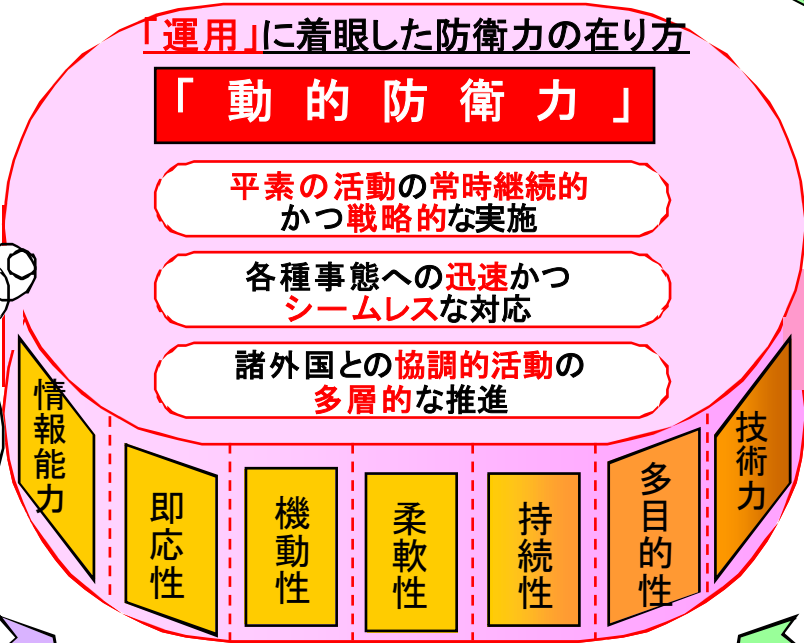 「運用」に着眼した防衛力の在り方
「動的防衛力」
平素の活動の常時継続的
かつ戦略的な実施
各種事態への迅速かつ
シームレスな対応
諸外国との協調的活動の
多層的な推進
情報能力
即応性
機動性
柔軟性
持続性
多目的性
技術力